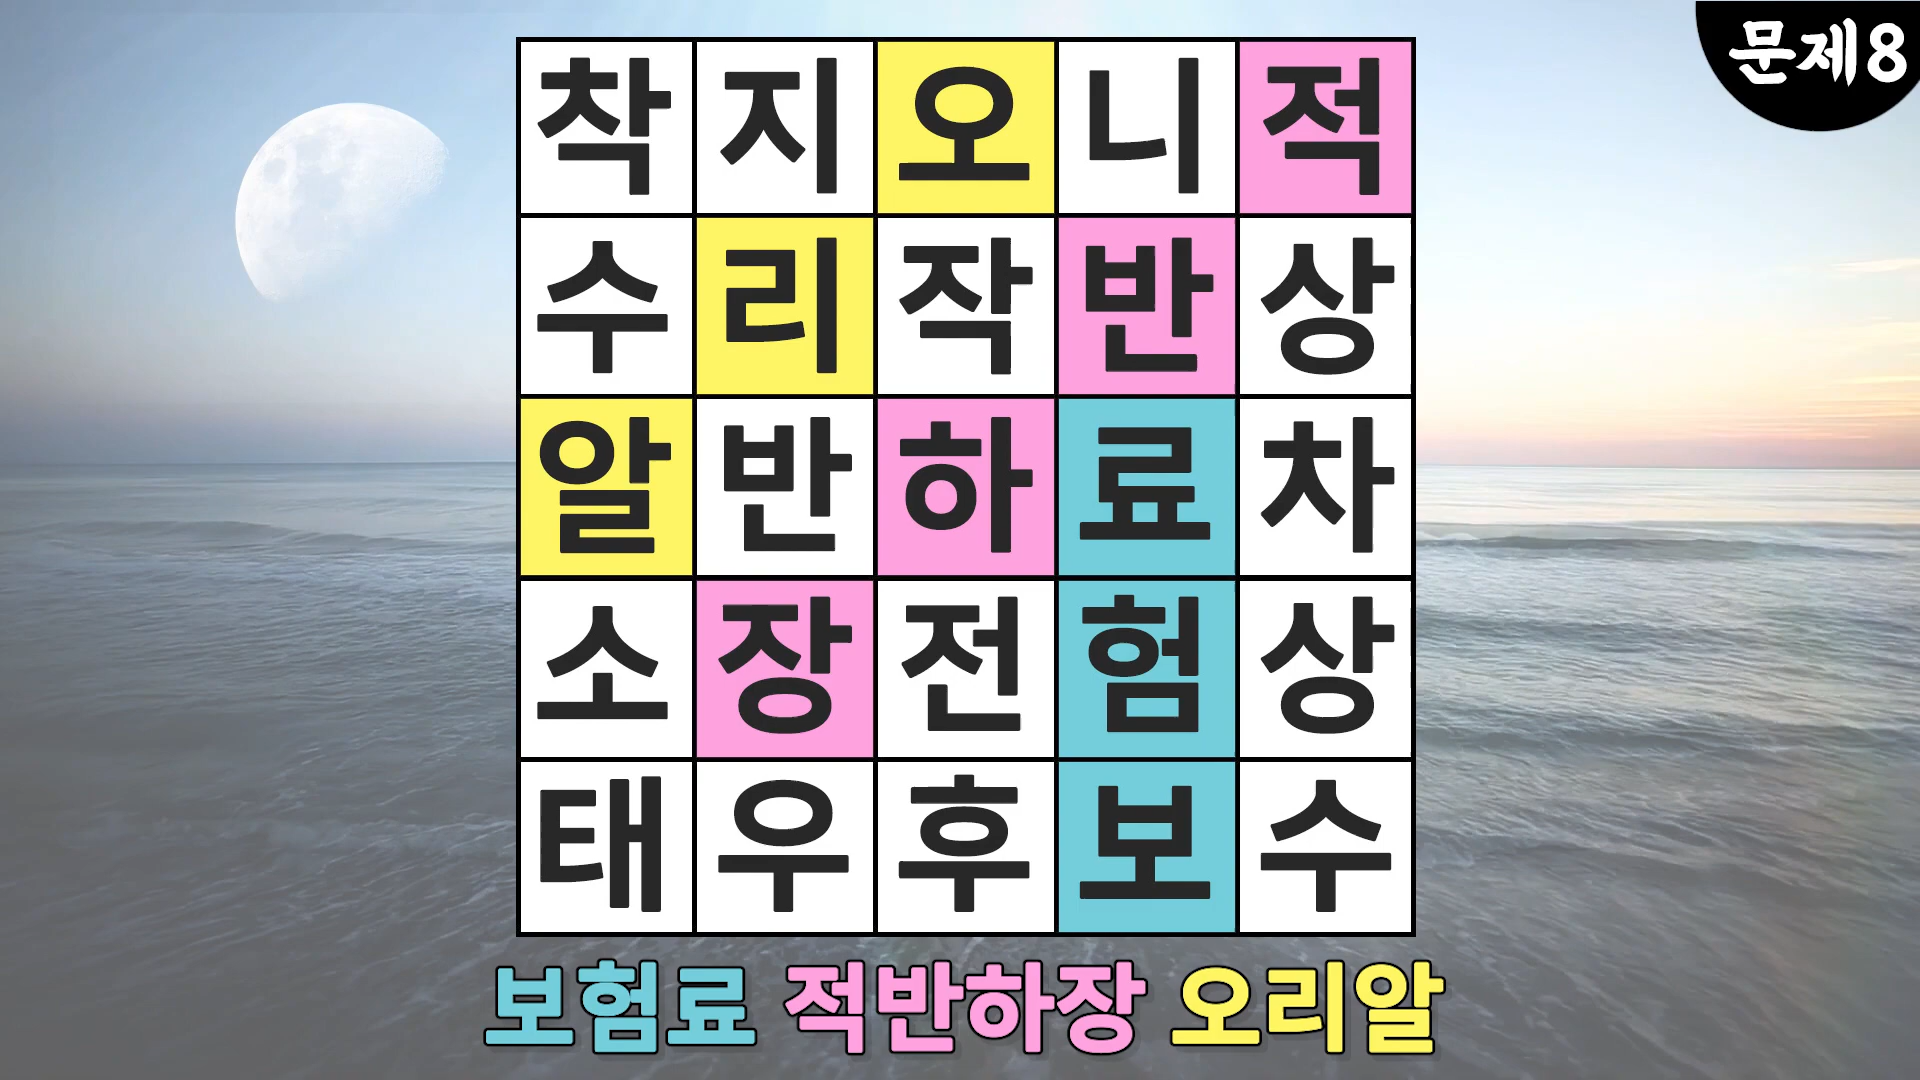 문제8
착 지 오 니 적
수 리 작 반 상
알 반 하 료 차
소 장 전 험 상
태 우 후 보 수
보험료 적반하장 오리알